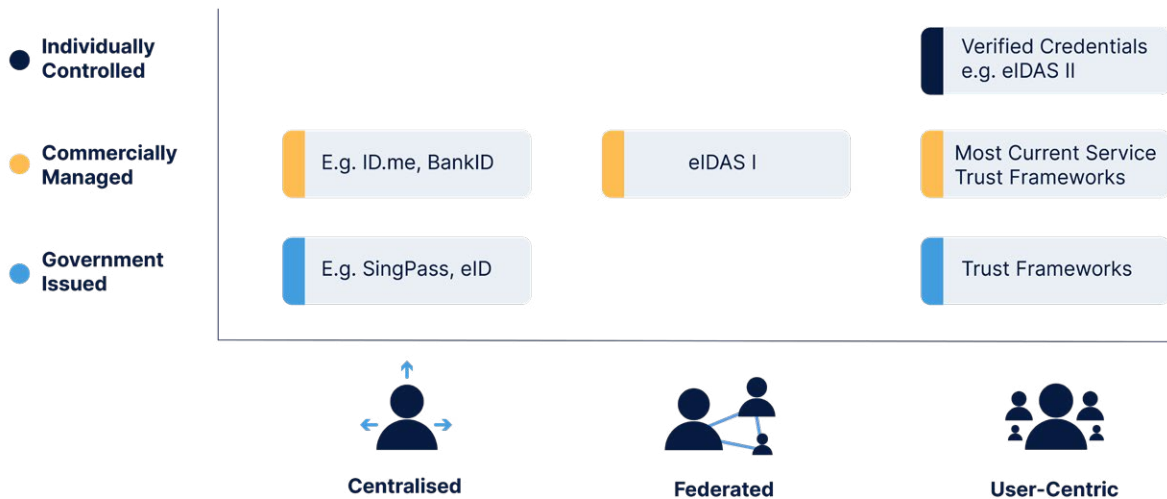 Individually
Controlled
Verified Credentials
e.g. eIDAS II
Commercially
Managed
E.g. ID.me, BankID
eIDAS I
Most Current Service
Trust Frameworks
Government
Issued
E.g. SingPass, eID
Trust Frameworks
Centralised
Federated
User-Centric